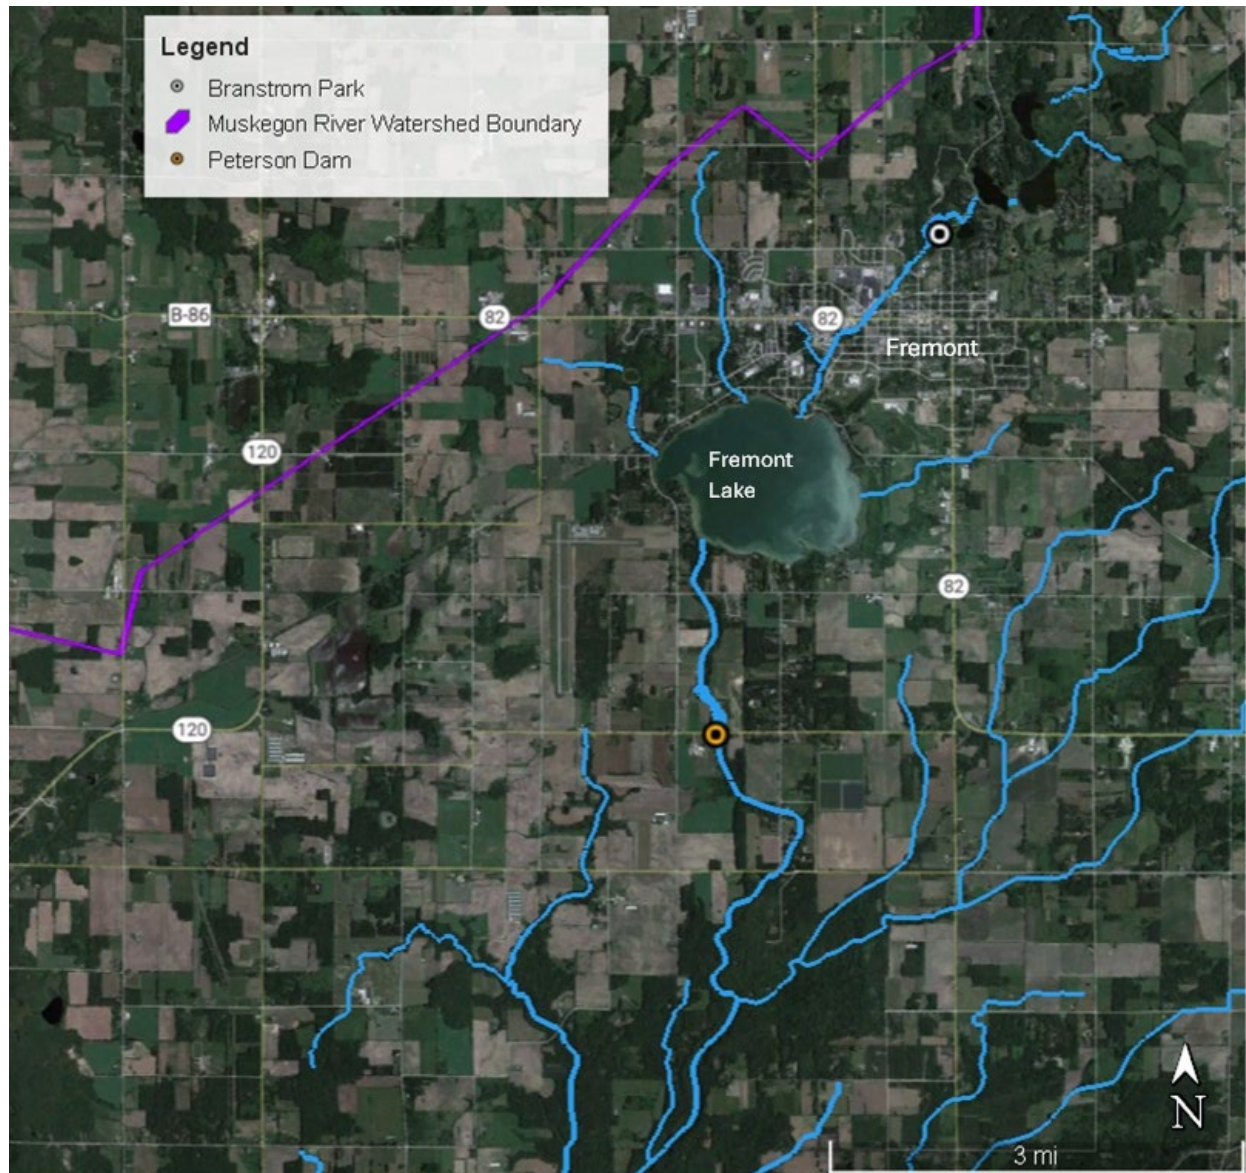 Legend
Branstrom Park
Muskegon River Watershed Boundary
Peterson Dam
B-86
82
82
Fremont
120
Fremont
Lake
82
120
N
3 mi